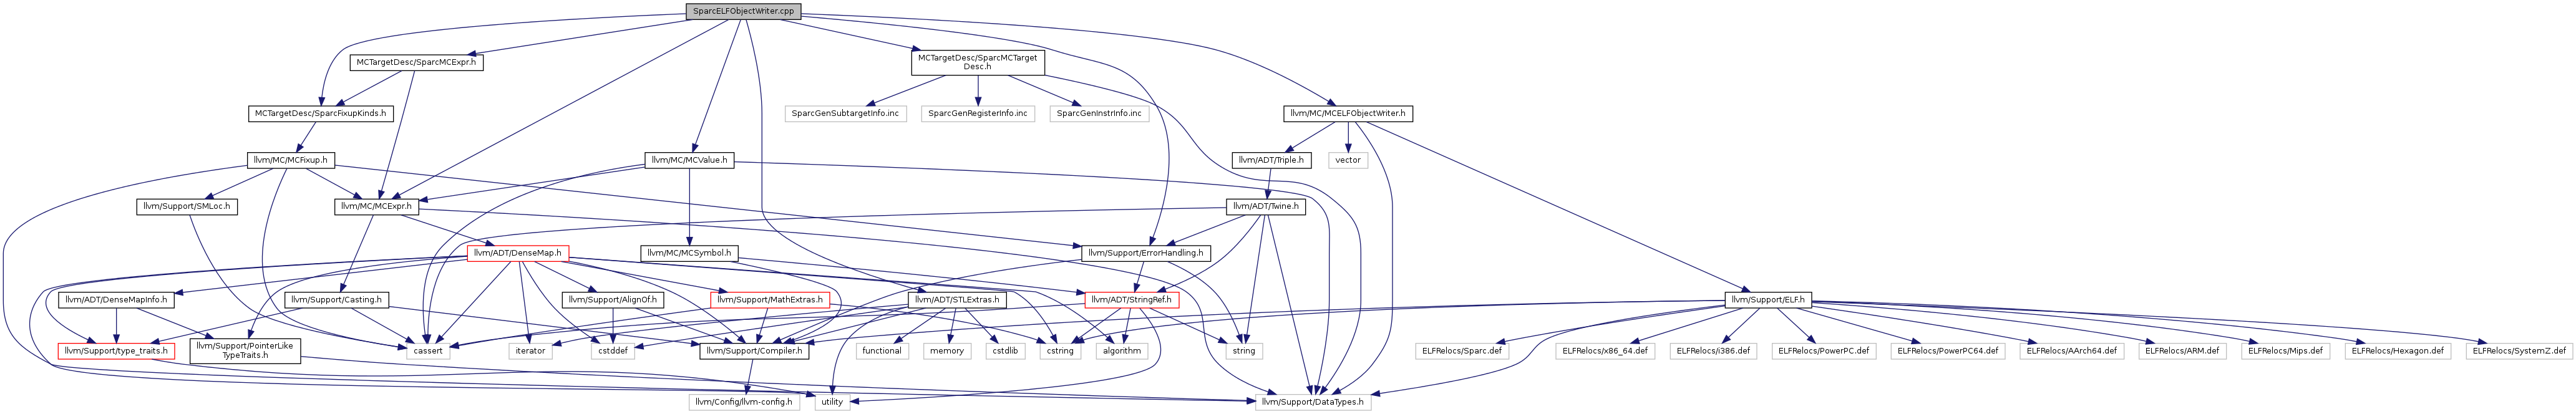 SparcELFObjectWriter.cpp
MCTargetDesc/SparcMCExpr.h
MCTargetDesc/SparcMCTarget
Desc.h
MCTargetDesc/SparcFixupKinds.h
SparcGenSubtargetInfo.inc
SparcGenRegisterInfo.inc
SparcGenInstrInfo.inc
llvm/MC/MCELFObjectWriter.h
llvm/MC/MCFixup.h
llvm/MC/MCValue.h
llvm/ADT/Triple.h
vector
llvm/Support/SMLoc.h
llvm/MC/MCExpr.h
llvm/ADT/Twine.h
llvm/ADT/DenseMap.h
llvm/MC/MCSymbol.h
llvm/Support/ErrorHandling.h
llvm/ADT/DenseMapInfo.h
llvm/Support/Casting.h
llvm/Support/AlignOf.h
llvm/Support/MathExtras.h
llvm/ADT/STLExtras.h
llvm/ADT/StringRef.h
llvm/Support/ELF.h
llvm/Support/type_traits.h
llvm/Support/PointerLike
TypeTraits.h
cassert
iterator
cstddef
llvm/Support/Compiler.h
functional
memory
cstdlib
cstring
algorithm
string
ELFRelocs/Sparc.def
ELFRelocs/x86_64.def
ELFRelocs/i386.def
ELFRelocs/PowerPC.def
ELFRelocs/PowerPC64.def
ELFRelocs/AArch64.def
ELFRelocs/ARM.def
ELFRelocs/Mips.def
ELFRelocs/Hexagon.def
ELFRelocs/SystemZ.def
llvm/Config/llvm-config.h
utility
llvm/Support/DataTypes.h